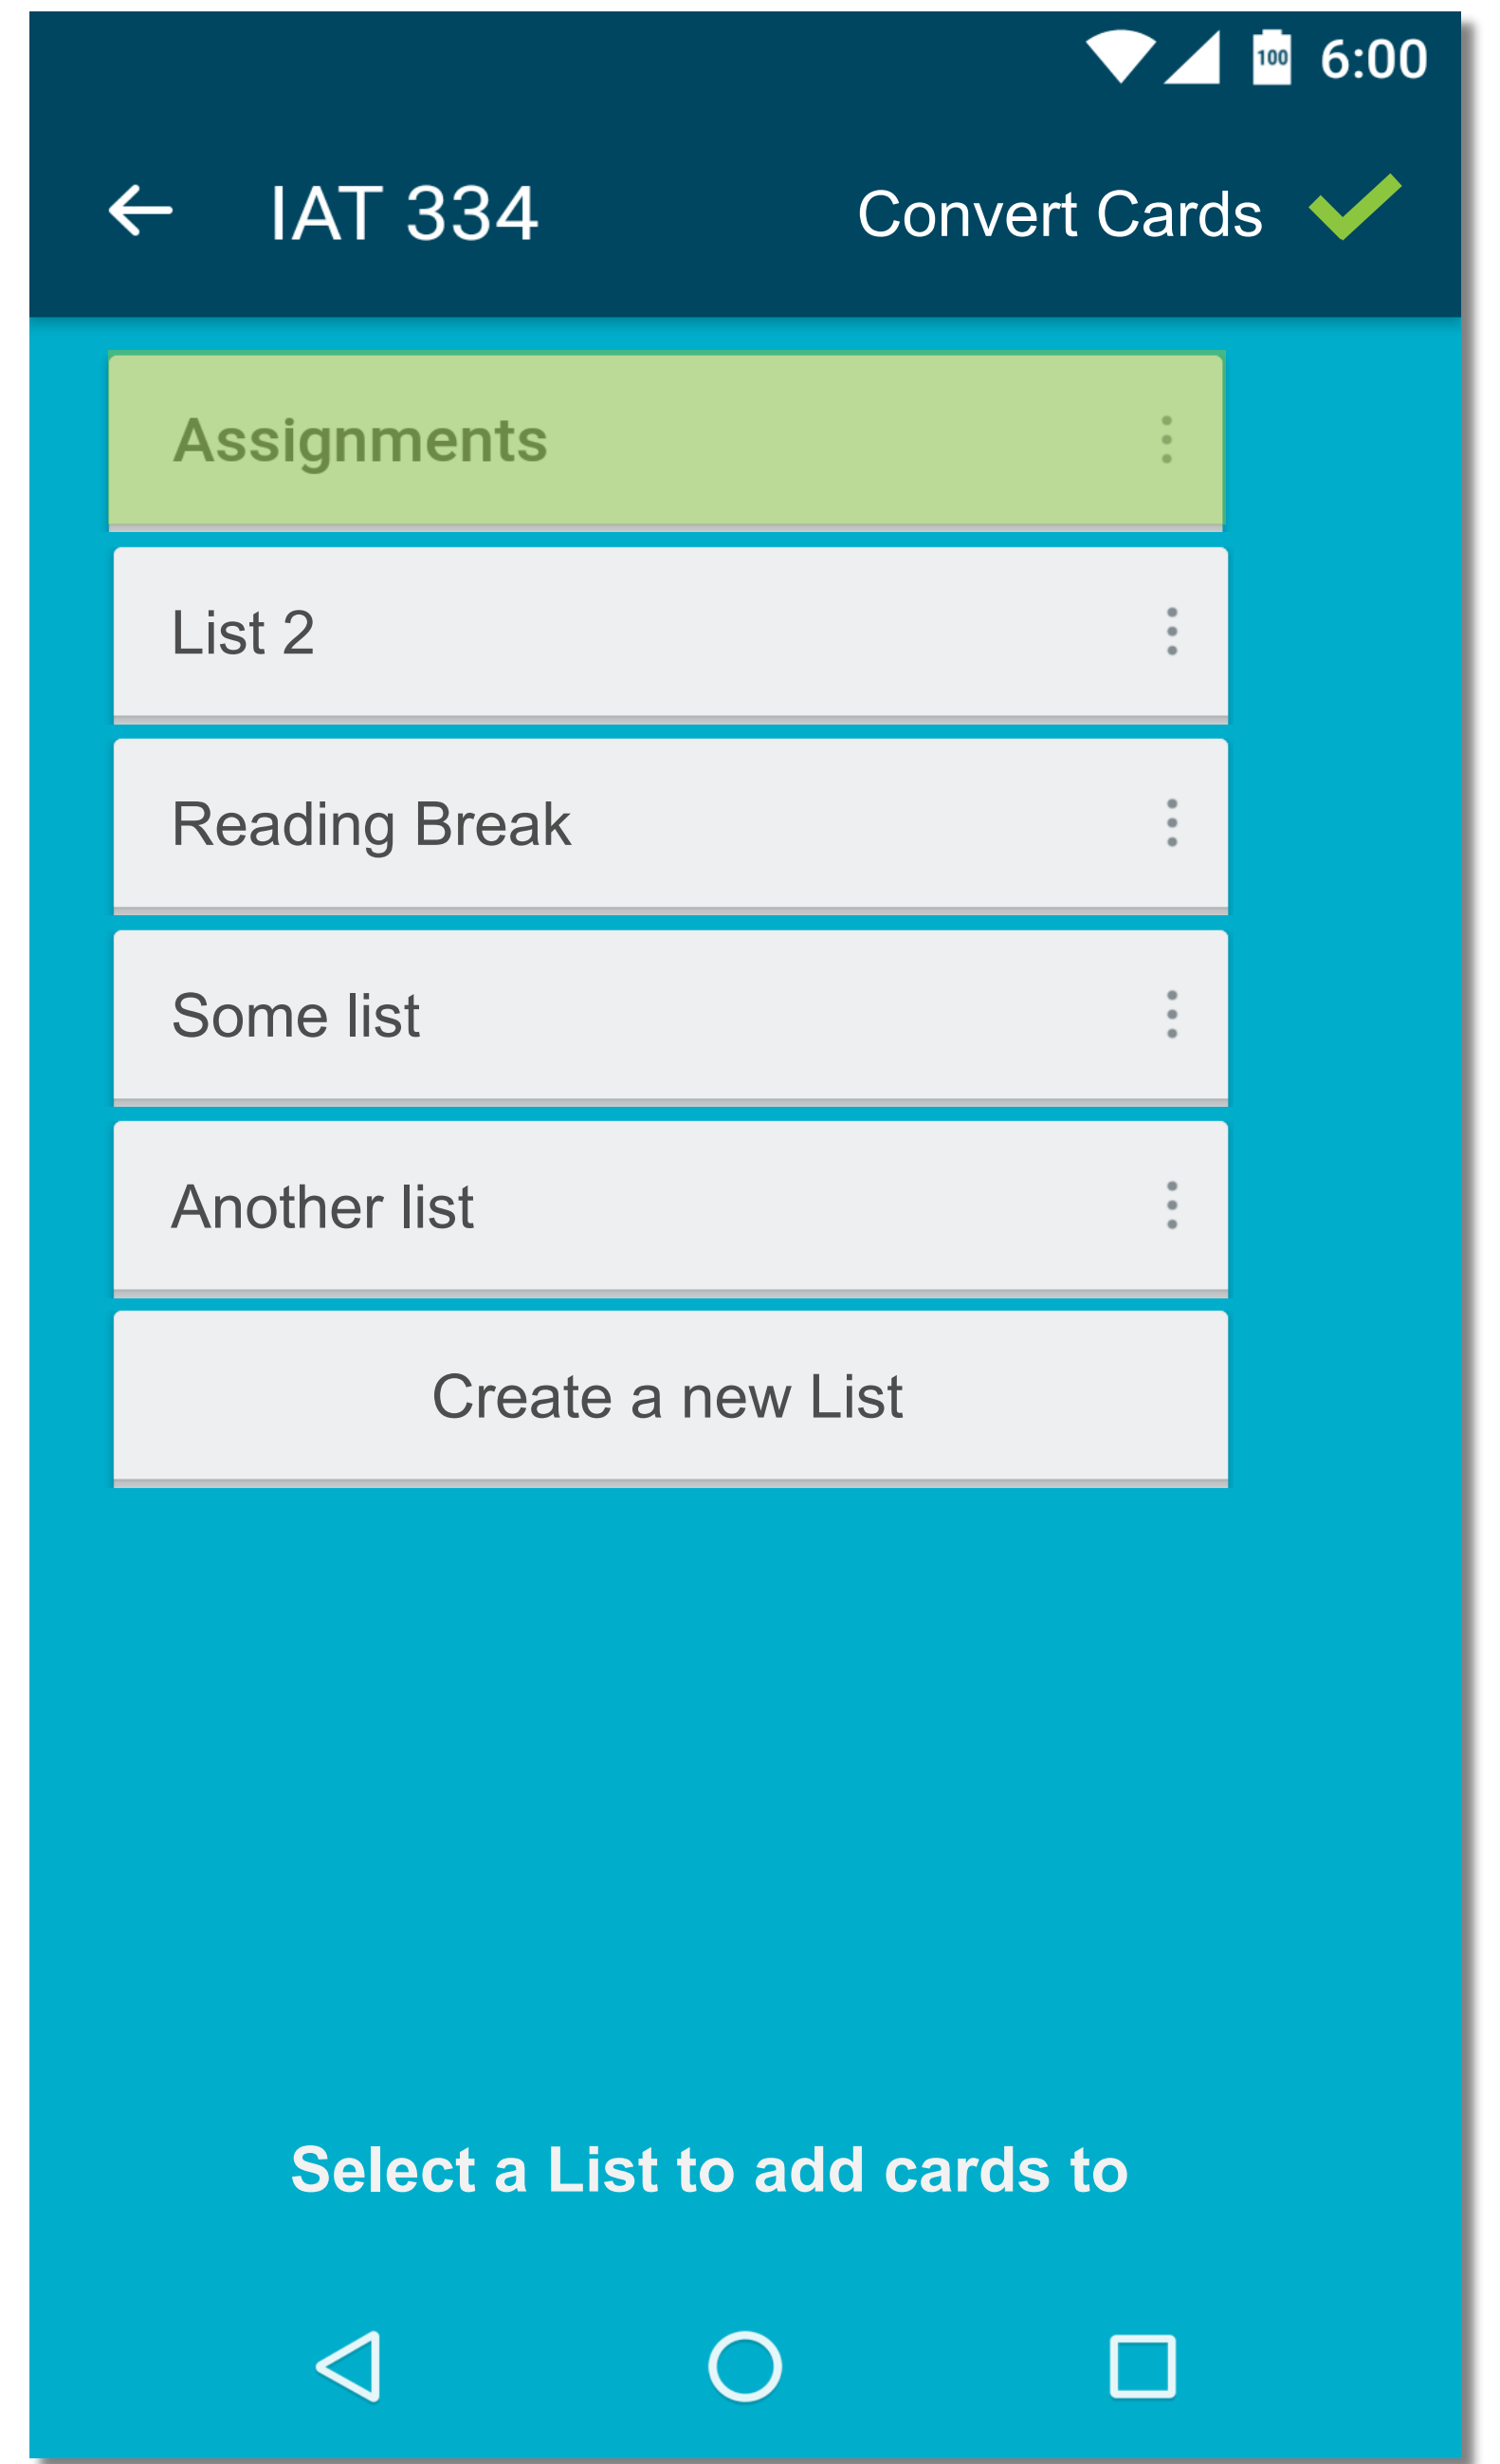 100 6:00
IAT 334 Convert Cards
Assignments
List 2
Reading Break
Some list
Another list
Create a new List
Select a List to add cards to